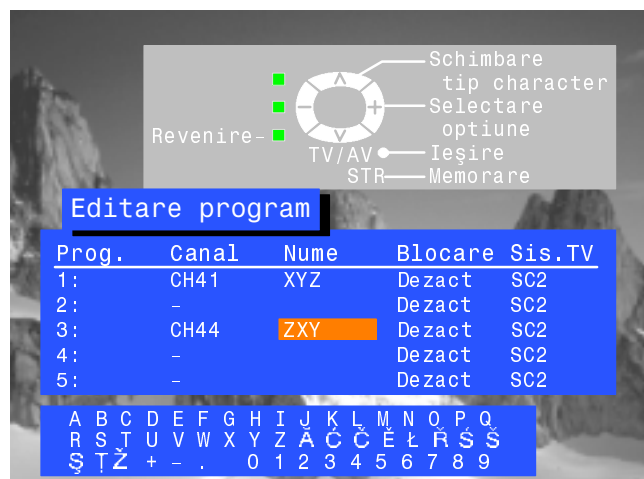 Schimbare
tip character
Selectare
optiune
Revenire
TV/AV Ieşire
STR Memorare
Editare program
Prog. Canal Nume Blocare Sis.TV
1: CH41 XYZ Dezact SC2
2: - Dezact SC2
3: CH44 ZXY Dezact SC2
4: - Dezact SC2
5: - Dezact SC2
A B C D E F G H I J K L M N O P Q
R S T U V W X Y Z Ă Ć Č Ě Ł Ř Ś Š
Ş Ţ Ž + - . 0 1 2 3 4 5 6 7 8 9